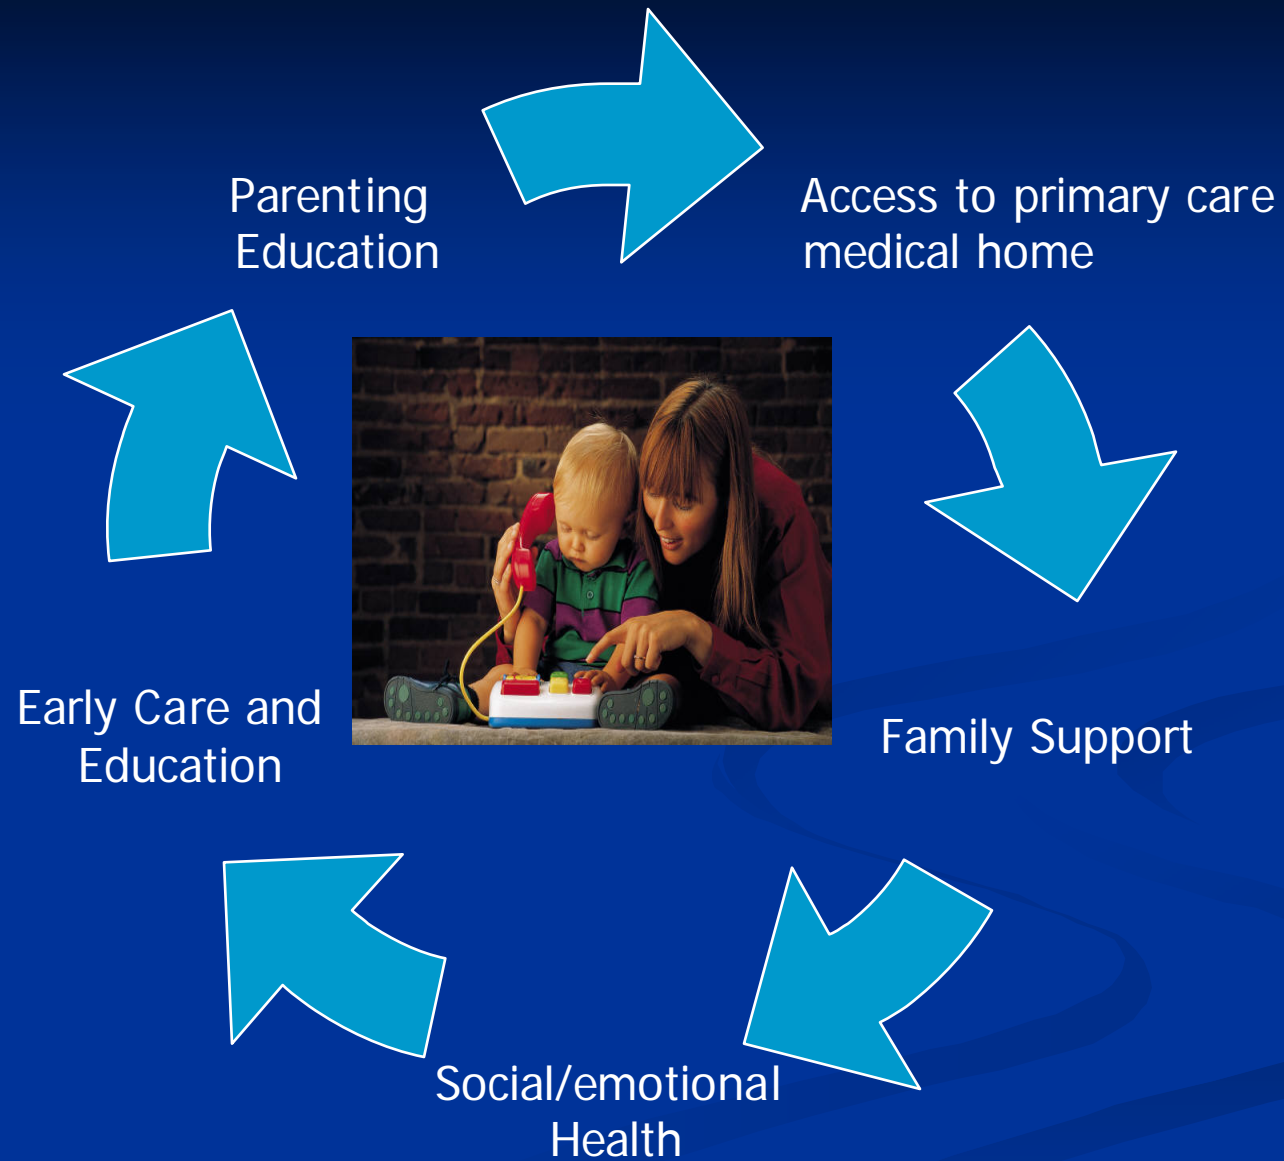 Parenting
Education
Access to primary care
medical home
Family Support
Social/emotional
Health
Early Care and
Education